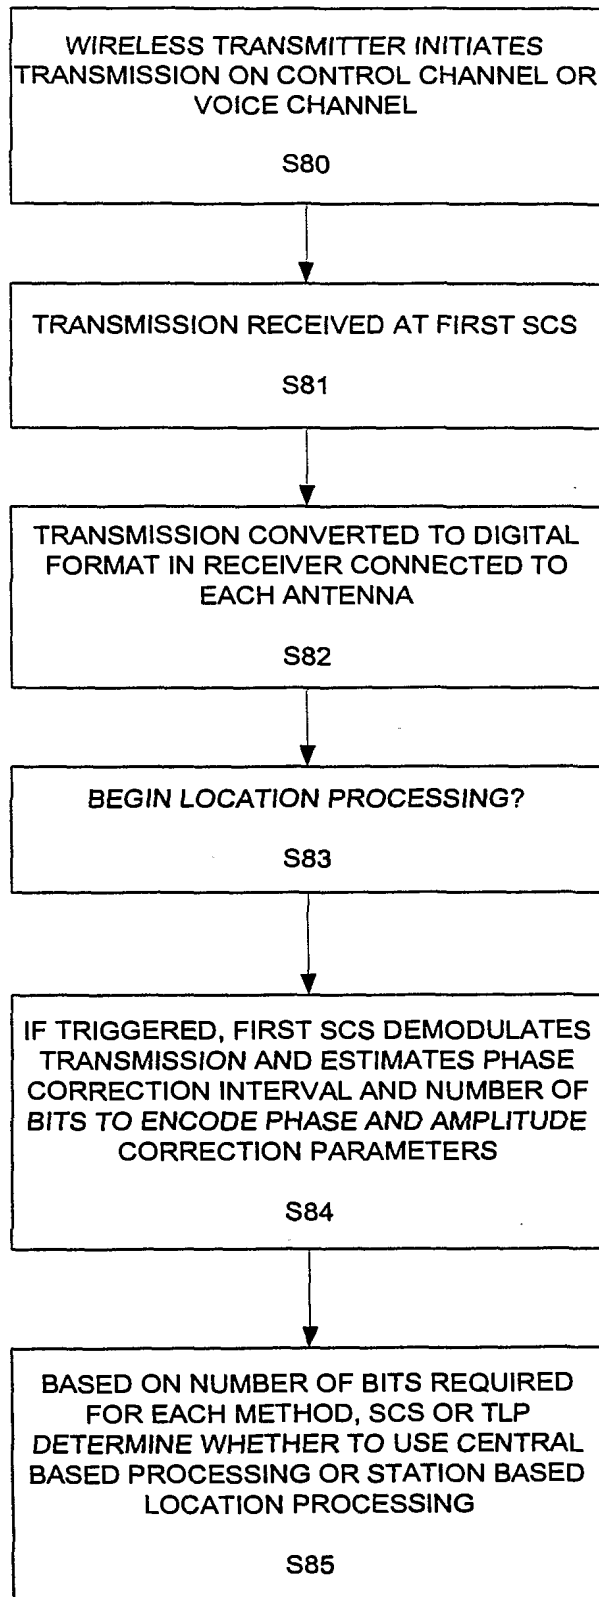 WIRELESS TRANSMITTER INITIATES
TRANSMISSION ON CONTROL CHANNEL OR
VOICE CHANNEL
S80
TRANSMISSION RECEIVED AT FIRST SCS
S81
TRANSMISSION CONVERTED TO DIGITAL
FORMAT IN RECEIVER CONNECTED TO
EACH ANTENNA
S82
BEGIN LOCATION PROCESSING?
S83
IF TRIGGERED, FIRST SCS DEMODULATES
TRANSMISSION AND ESTIMATES PHASE
CORRECTION INTERVAL AND NUMBER OF
BITS TO ENCODE PHASE AND AMPLITUDE
CORRECTION PARAMETERS
S84
BASED ON NUMBER OF BITS REQUIRED
FOR EACH METHOD, SCS OR TLP
DETERMINE WHETHER TO USE CENTRAL
BASED PROCESSING OR STATION BASED
LOCATION PROCESSING
S85